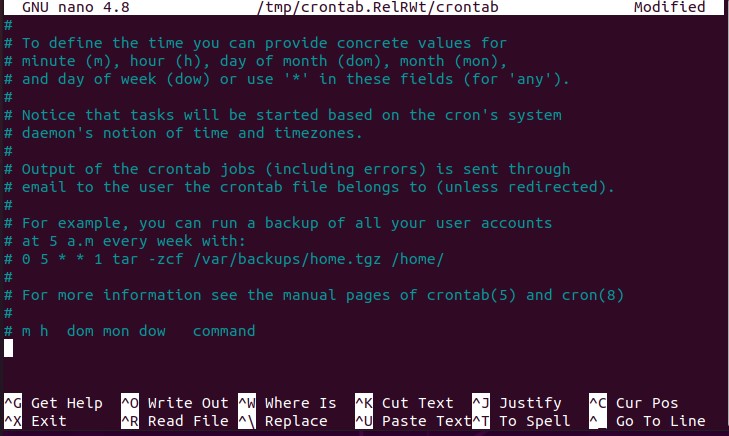 GNU nano 4.8 /tmp/crontab.RelRWt/crontab Modified
#
# To define the time you can provide concrete values for
# minute (m), hour (h), day of month (dom), month (mon),
# and day of week (dow) or use '*' in these fields (for 'any').
#
# Notice that tasks will be started based on the cron's system
# daemon's notion of time and timezones.
#
# Output of the crontab jobs (including errors) is sent through
# email to the user the crontab file belongs to (unless redirected).
#
# For example, you can run a backup of all your user accounts
# at 5 a.m every week with:
# 0 5 * * 1 tar -zcf /var/backups/home.tgz /home/
#
# For more information see the manual pages of crontab(5) and cron(8)
#
# m h  dom mon dow   command
^G Get Help ^O Write Out ^W Where Is ^K Cut Text ^J Justify ^C Cur Pos
^X Exit ^R Read File ^\ Replace ^U Paste Text ^T To Spell ^_ Go To Line